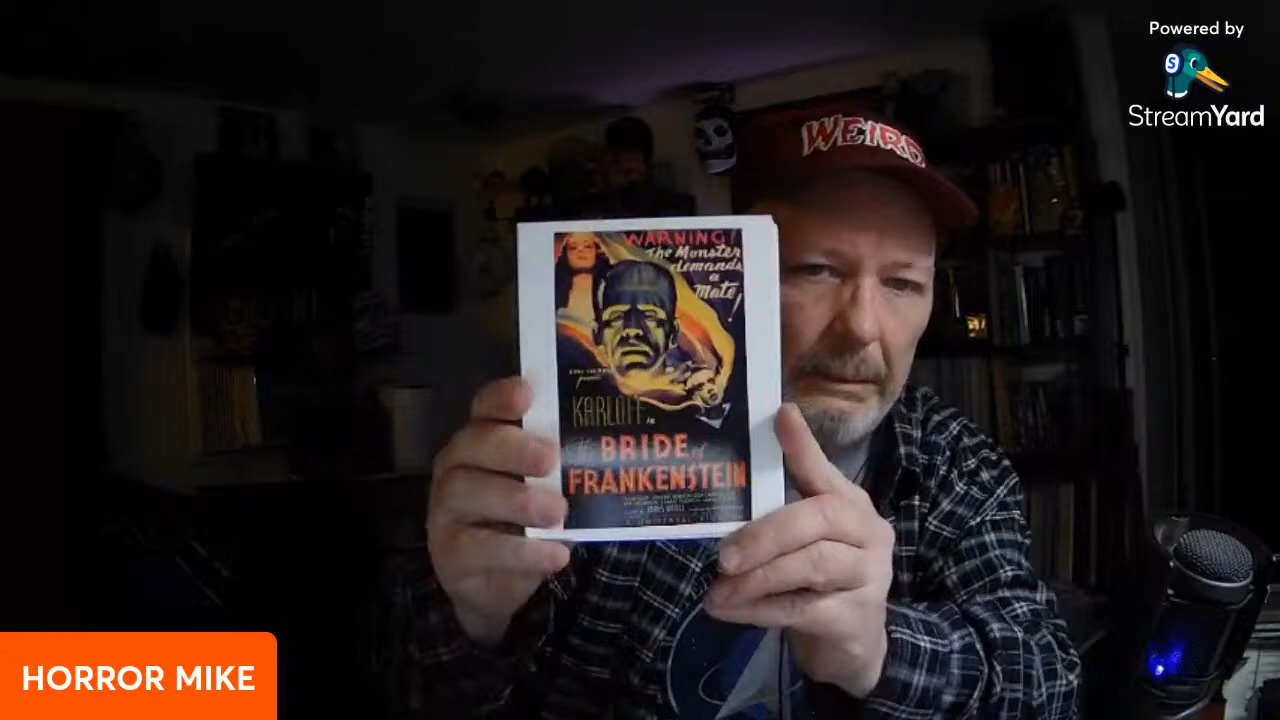 Powered by
S
StreamYard
WEIRD
WARNING!
The Monster
demands
a
Mate!
KARLOFF
in
The BRIDE of
FRANKENSTEIN
HORROR MIKE